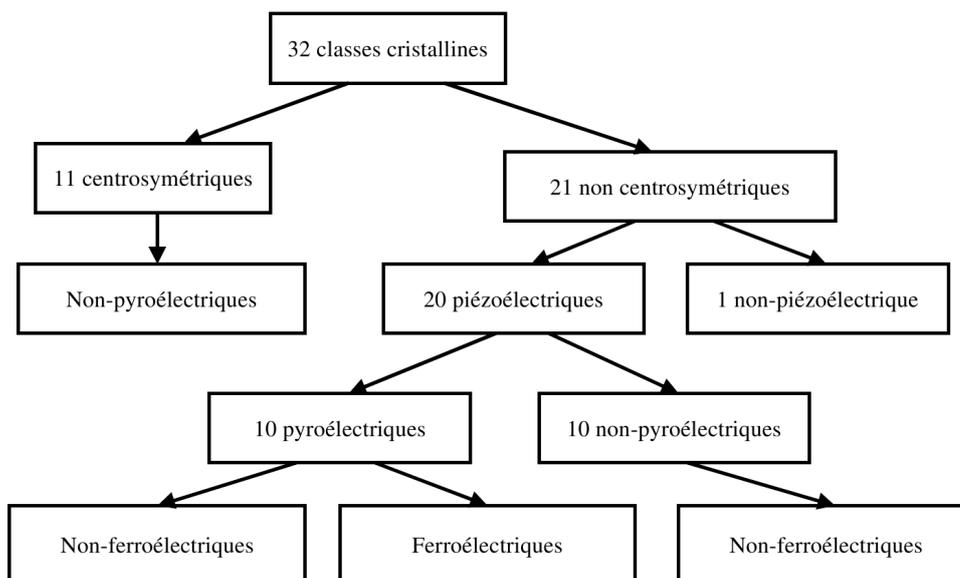 32 classes cristallines
11 centrosymétriques
21 non centrosymétriques
Non-pyroélectriques
20 piézoélectriques
1 non-piézoélectrique
10 pyroélectriques
10 non-pyroélectriques
Non-ferroélectriques
Ferroélectriques
Non-ferroélectriques